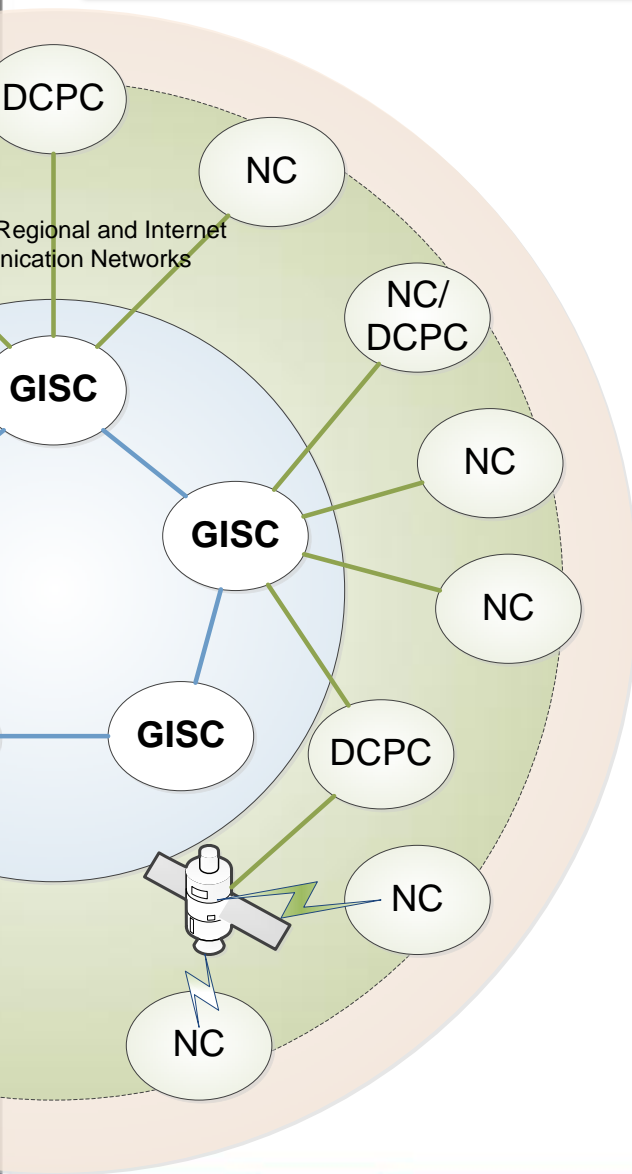 DCPC
NC
Regional and Internet
nication Networks
NC/
DCPC
GISC
NC
GISC
NC
GISC
DCPC
NC
NC